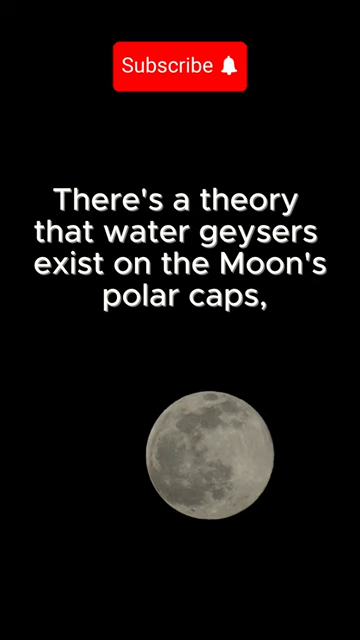 Subscribe
There's a theory
that water geysers
exist on the Moon's
polar caps,